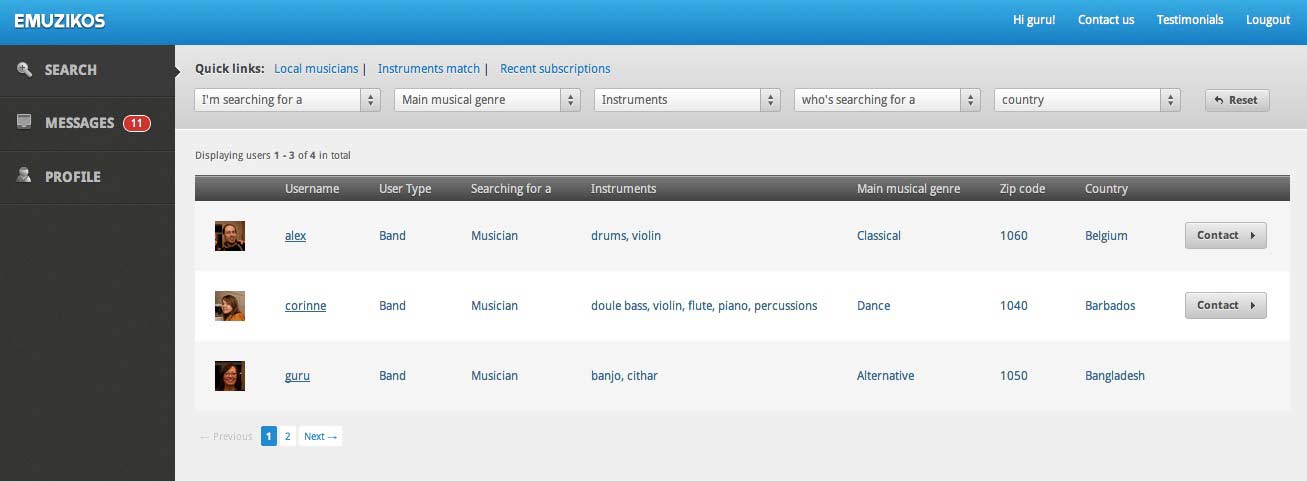 EMUZIKOS Hi guru! Contact us Testimonials Lougout
SEARCH
MESSAGES 11
PROFILE
Quick links: Local musicians | Instruments match | Recent subscriptions
I'm searching for a Main musical genre Instruments who's searching for a country Reset
Displaying users 1 - 3 of 4 in total
Username User Type Searching for a Instruments Main musical genre Zip code Country
alex Band Musician drums, violin Classical 1060 Belgium Contact
corinne Band Musician doule bass, violin, flute, piano, percussions Dance 1040 Barbados Contact
guru Band Musician banjo, cithar Alternative 1050 Bangladesh
← Previous 1 2 Next →